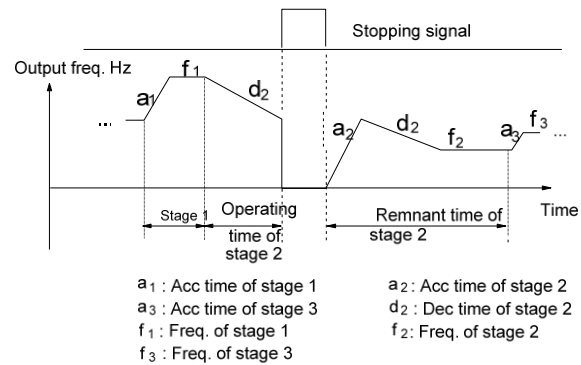 Stopping signal
Output freq. Hz
f1
a1
d2
a2
d2
f2
a3
f3
...
...
Stage 1
Operating
time of
stage 2
Remnant time of
stage 2
Time
a1 : Acc time of stage 1
a2 : Acc time of stage 2
a3 : Acc time of stage 3
d2 : Dec time of stage 2
f1 : Freq. of stage 1
f2: Freq. of stage 2
f3 : Freq. of stage 3